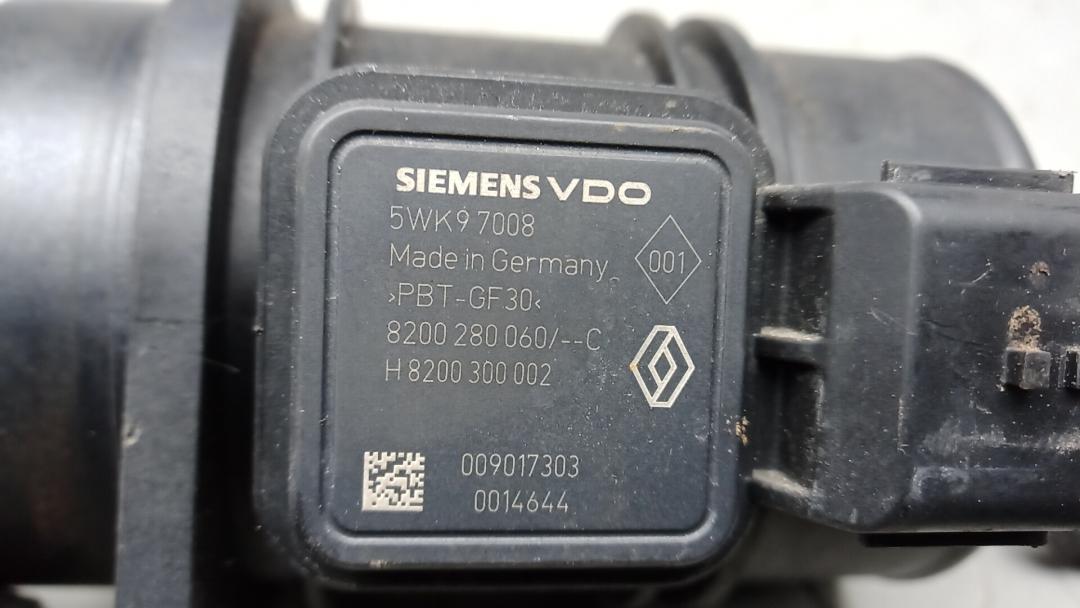 SIEMENS VDO
5WK9 7008
Made in Germany
001
>PBT-GF30<
8200 280 060/--C
H 8200 300 002
009017303
0014644